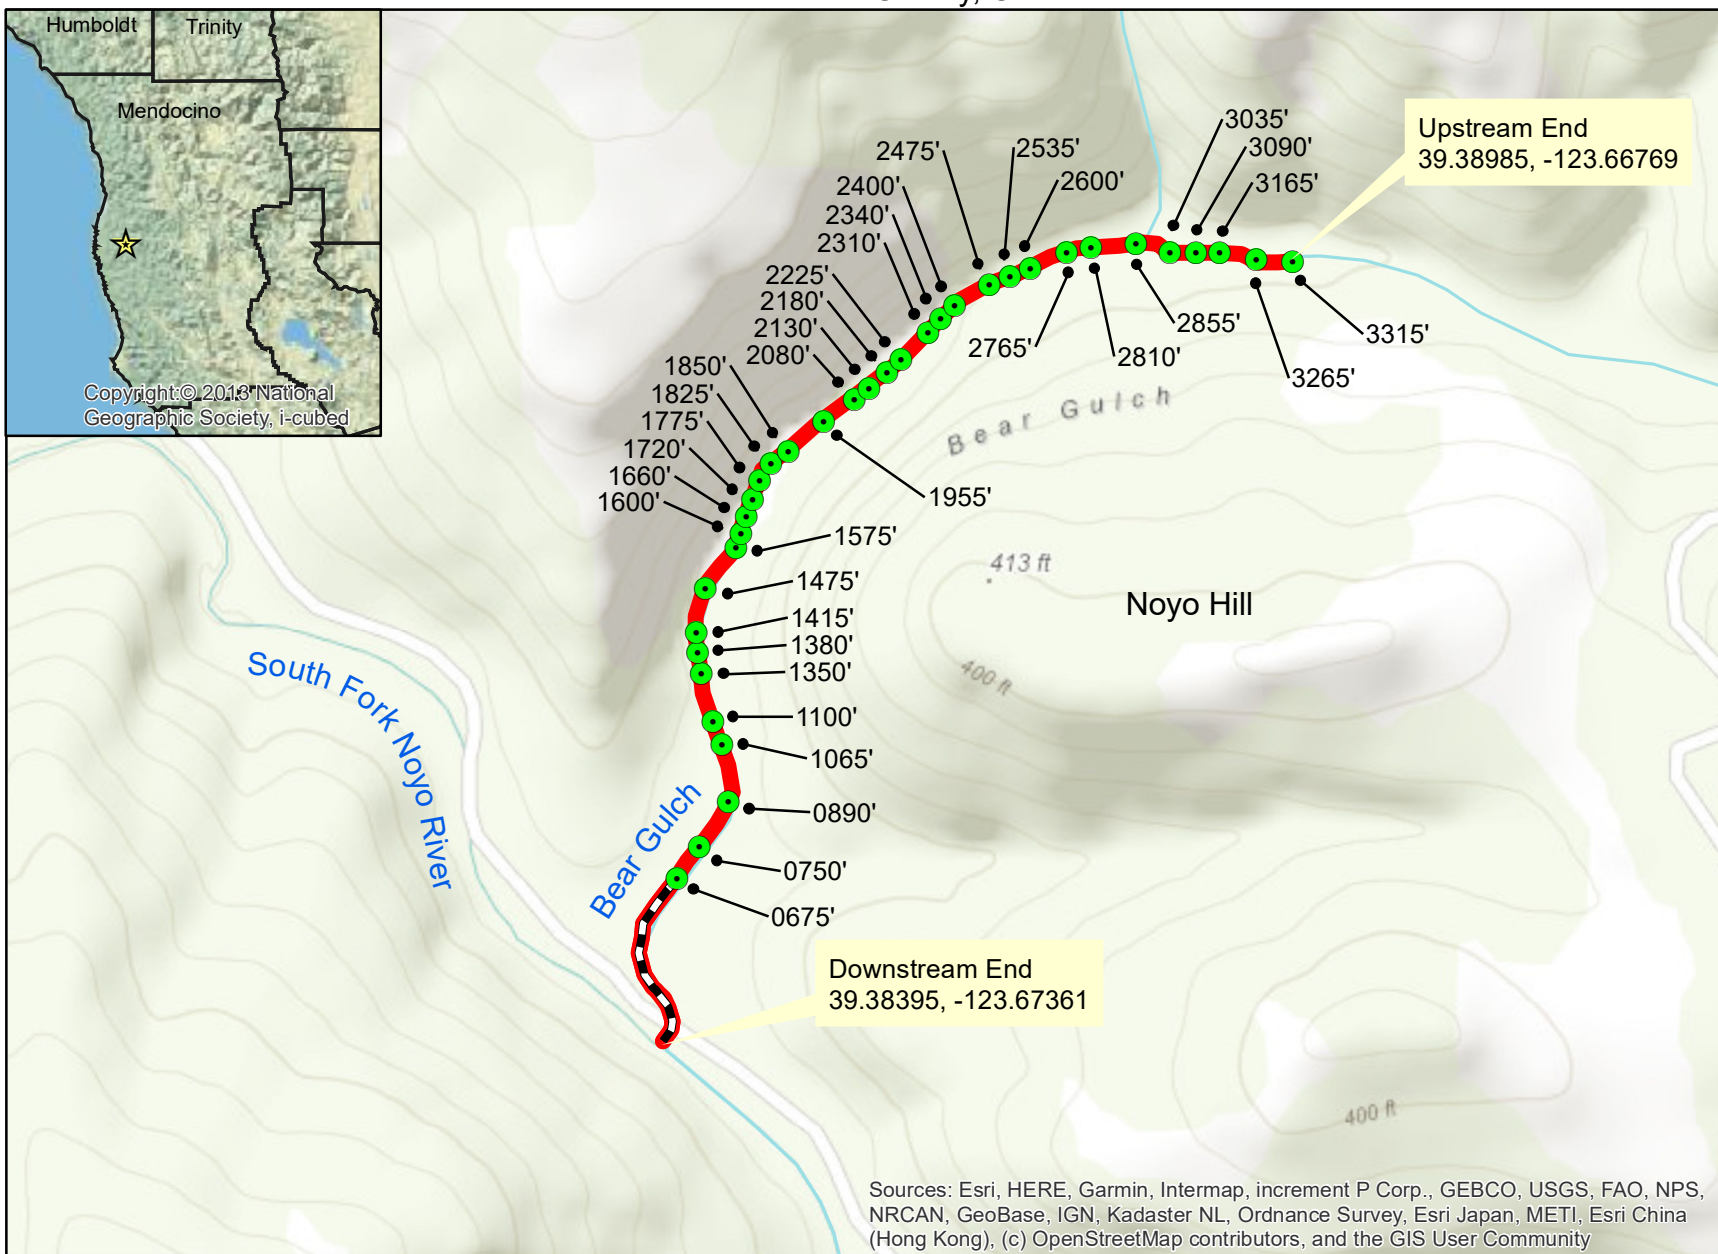 Humboldt
Trinity
Mendocino
Copyright:© 2013 National
Geographic Society, i-cubed
3035'
3090'
3165'
Upstream End
39.38985, -123.66769
2475'
2535'
2600'
2400'
2340'
2310'
2225'
2180'
2130'
2080'
1850'
1825'
1775'
1720'
1660'
1600'
2765'
2810'
2855'
3265'
3315'
Bear Gulch
1955'
1575'
1475'
1415'
1380'
1350'
1100'
1065'
0890'
0750'
0675'
413 ft
Noyo Hill
400 ft
South Fork Noyo River
Bear Gulch
Downstream End
39.38395, -123.67361
400 ft
Sources: Esri, HERE, Garmin, Intermap, increment P Corp., GEBCO, USGS, FAO, NPS,
NRCAN, GeoBase, IGN, Kadaster NL, Ordnance Survey, Esri Japan, METI, Esri China
(Hong Kong), (c) OpenStreetMap contributors, and the GIS User Community